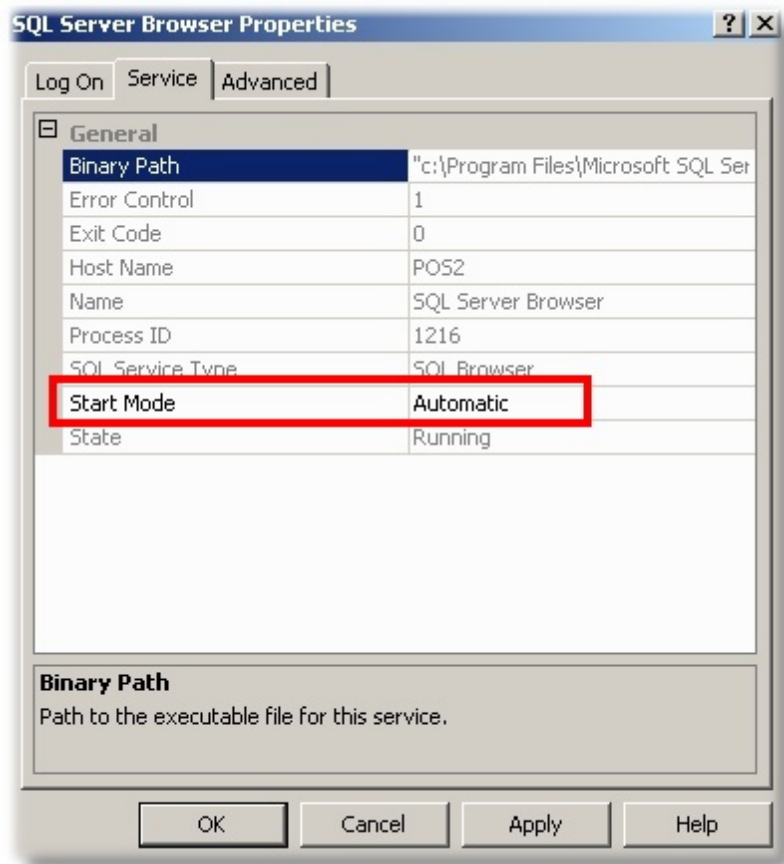 SQL Server Browser Properties
Log On Service Advanced
General
Binary Path "c:\Program Files\Microsoft SQL Ser
Error Control 1
Exit Code 0
Host Name POS2
Name SQL Server Browser
Process ID 1216
SQL Service Type SQL Browser
Start Mode Automatic
State Running
Binary Path
Path to the executable file for this service.
OK Cancel Apply Help